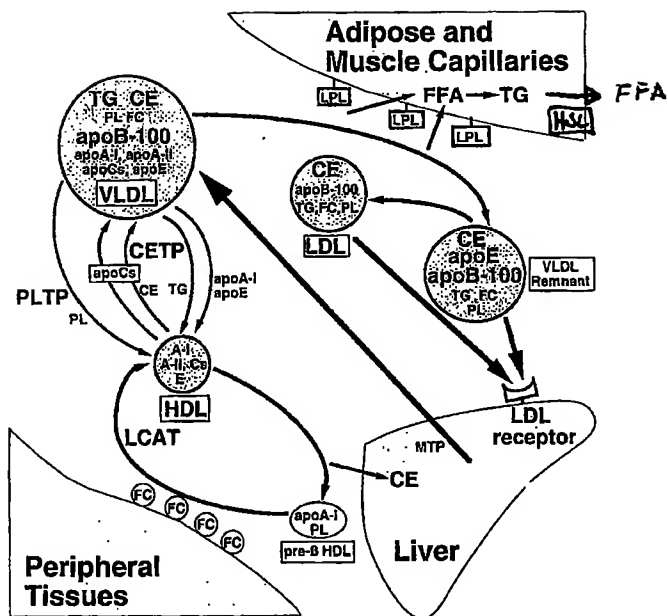 Adipose and
Muscle Capillaries
LPL
FFA
TG
FFA
LPL
LPL
HSL
TG CE
PL FC
apoB-100
apoA-I, apoA-II
apoCs, apoE
VLDL
CE
apoB-100
TG, FC, PL
LDL
CE
apoE
apoB-100
TG, FC
PL
VLDL
Remnant
CETP
apoCs
CE
TG
apoA-I
apoE
PLTP
PL
A-I
A-II, Cs
E
HDL
LCAT
LDL
receptor
MTP
CE
FC
FC
FC
FC
apoA-I
PL
pre-ß HDL
Liver
Peripheral
Tissues